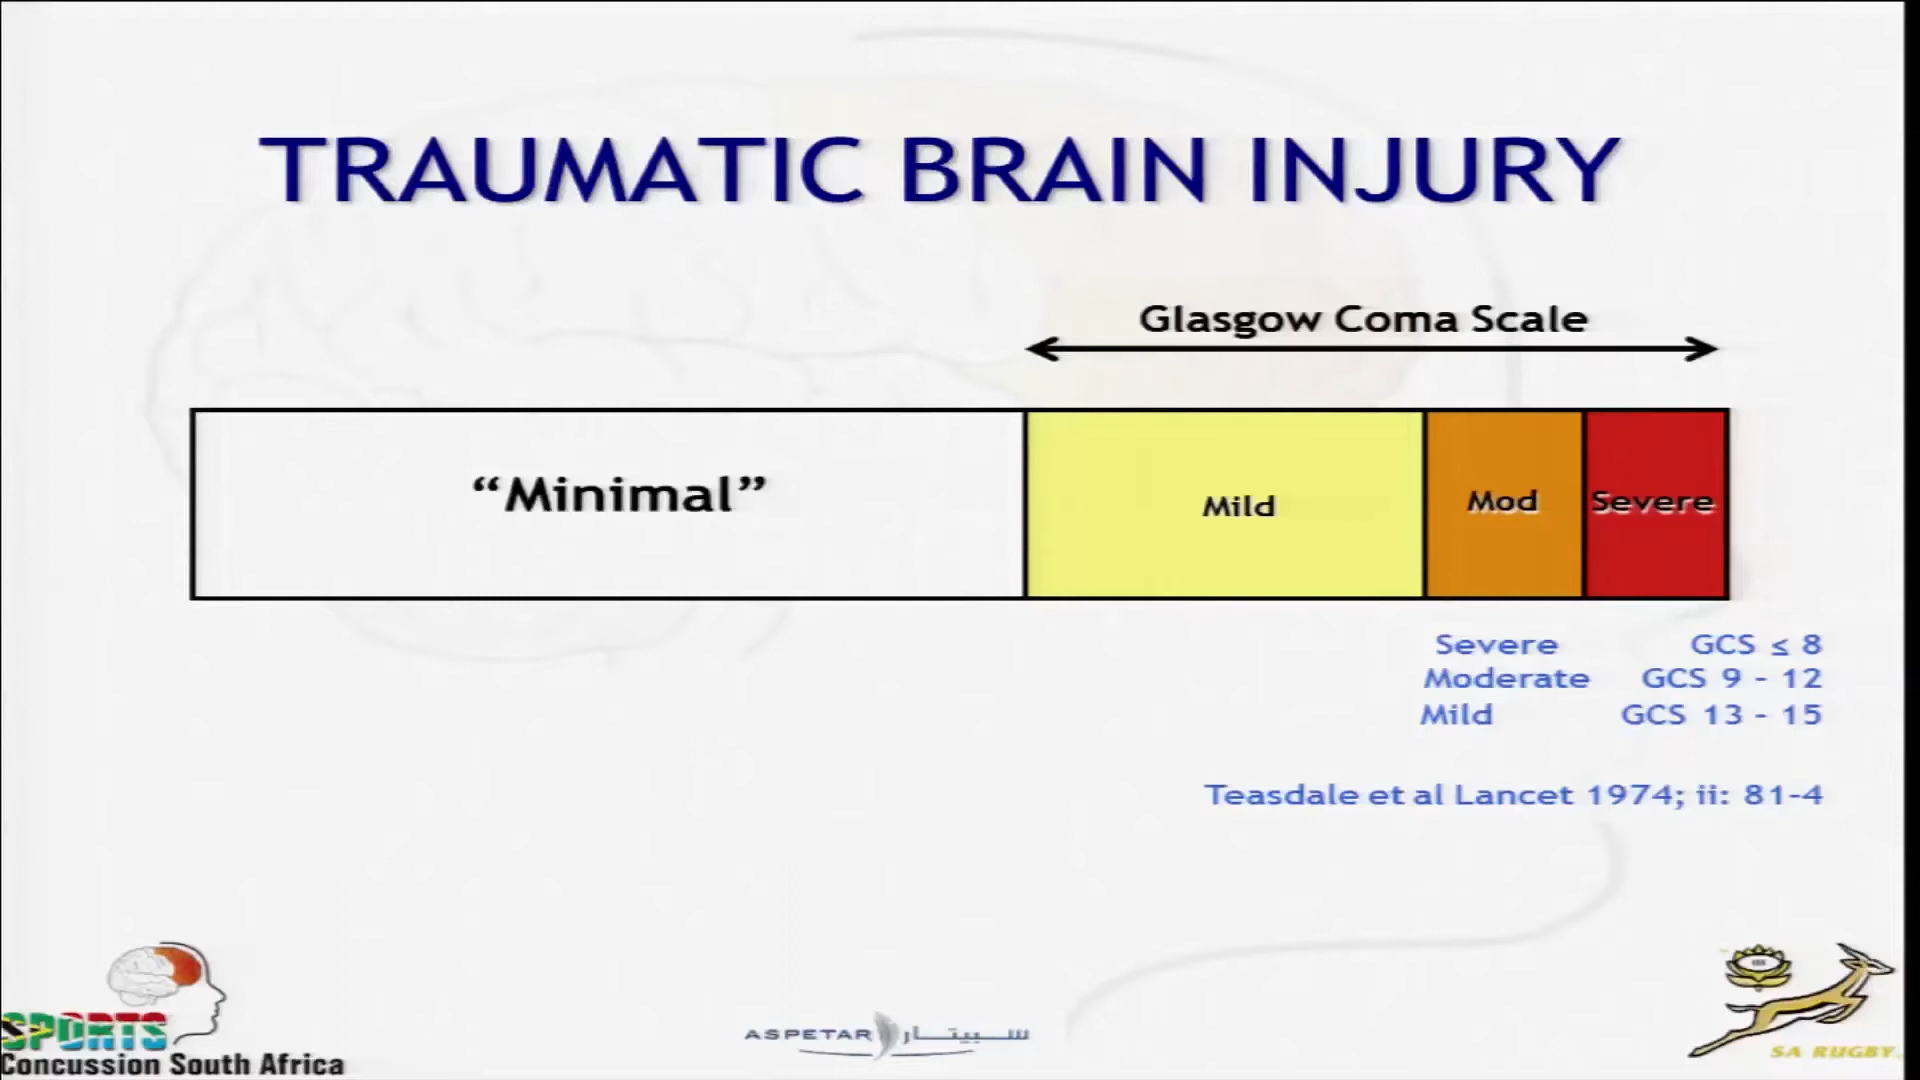 TRAUMATIC BRAIN INJURY
Glasgow Coma Scale
“Minimal”
Mild
Mod
Severe
Severe GCS ≤ 8
Moderate GCS 9 - 12
Mild GCS 13 - 15
Teasdale et al Lancet 1974; ii: 81-4
SPORTS
Concussion South Africa
ASPETAR سبيتار
SA RUGBY